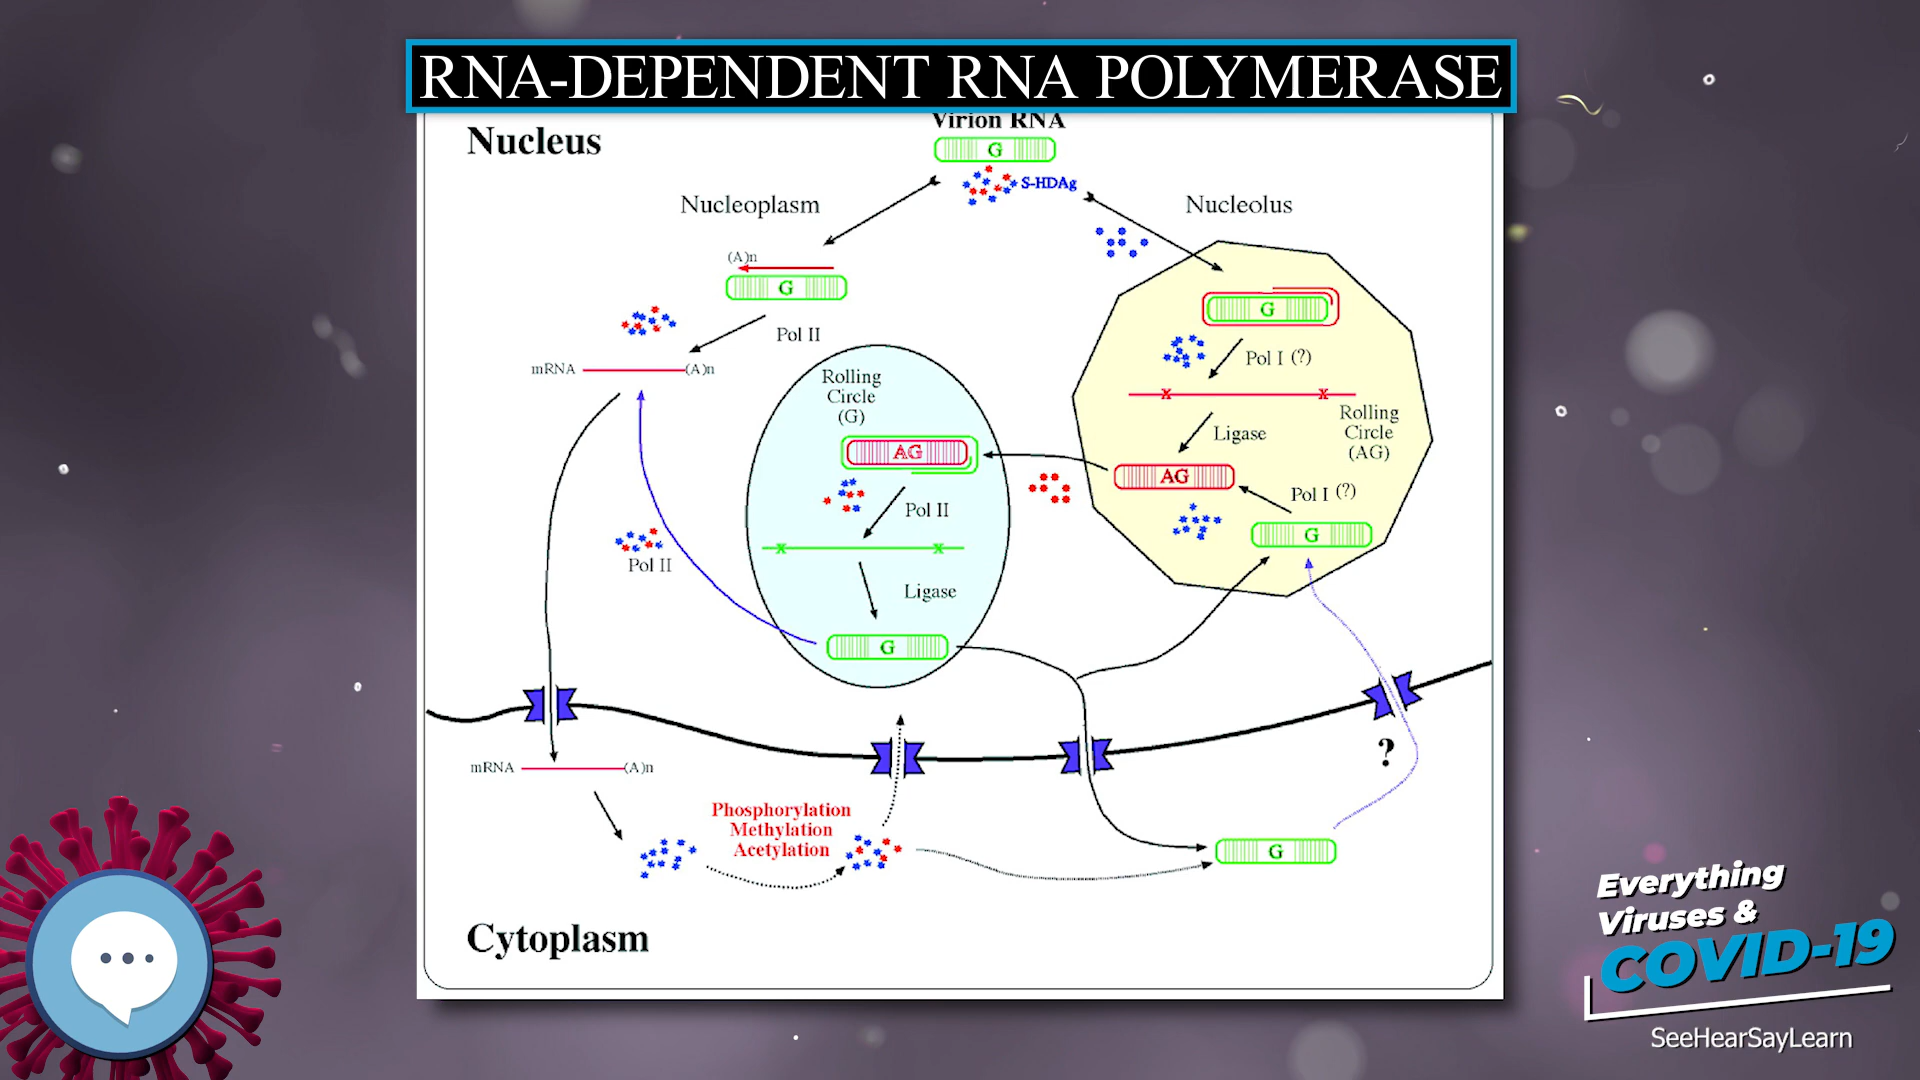 RNA-DEPENDENT RNA POLYMERASE
Virion RNA
Nucleus
G
S-HDAg
Nucleoplasm
Nucleolus
(A)n
G
G
Pol II
Pol I (?)
mRNA
(A)n
Rolling
Circle
(G)
Rolling
Circle
(AG)
Ligase
AG
AG
Pol I (?)
Pol II
G
Pol II
Ligase
G
?
mRNA
(A)n
Phosphorylation
Methylation
Acetylation
G
Cytoplasm
Everything
Viruses &
COVID-19
SeeHearSayLearn